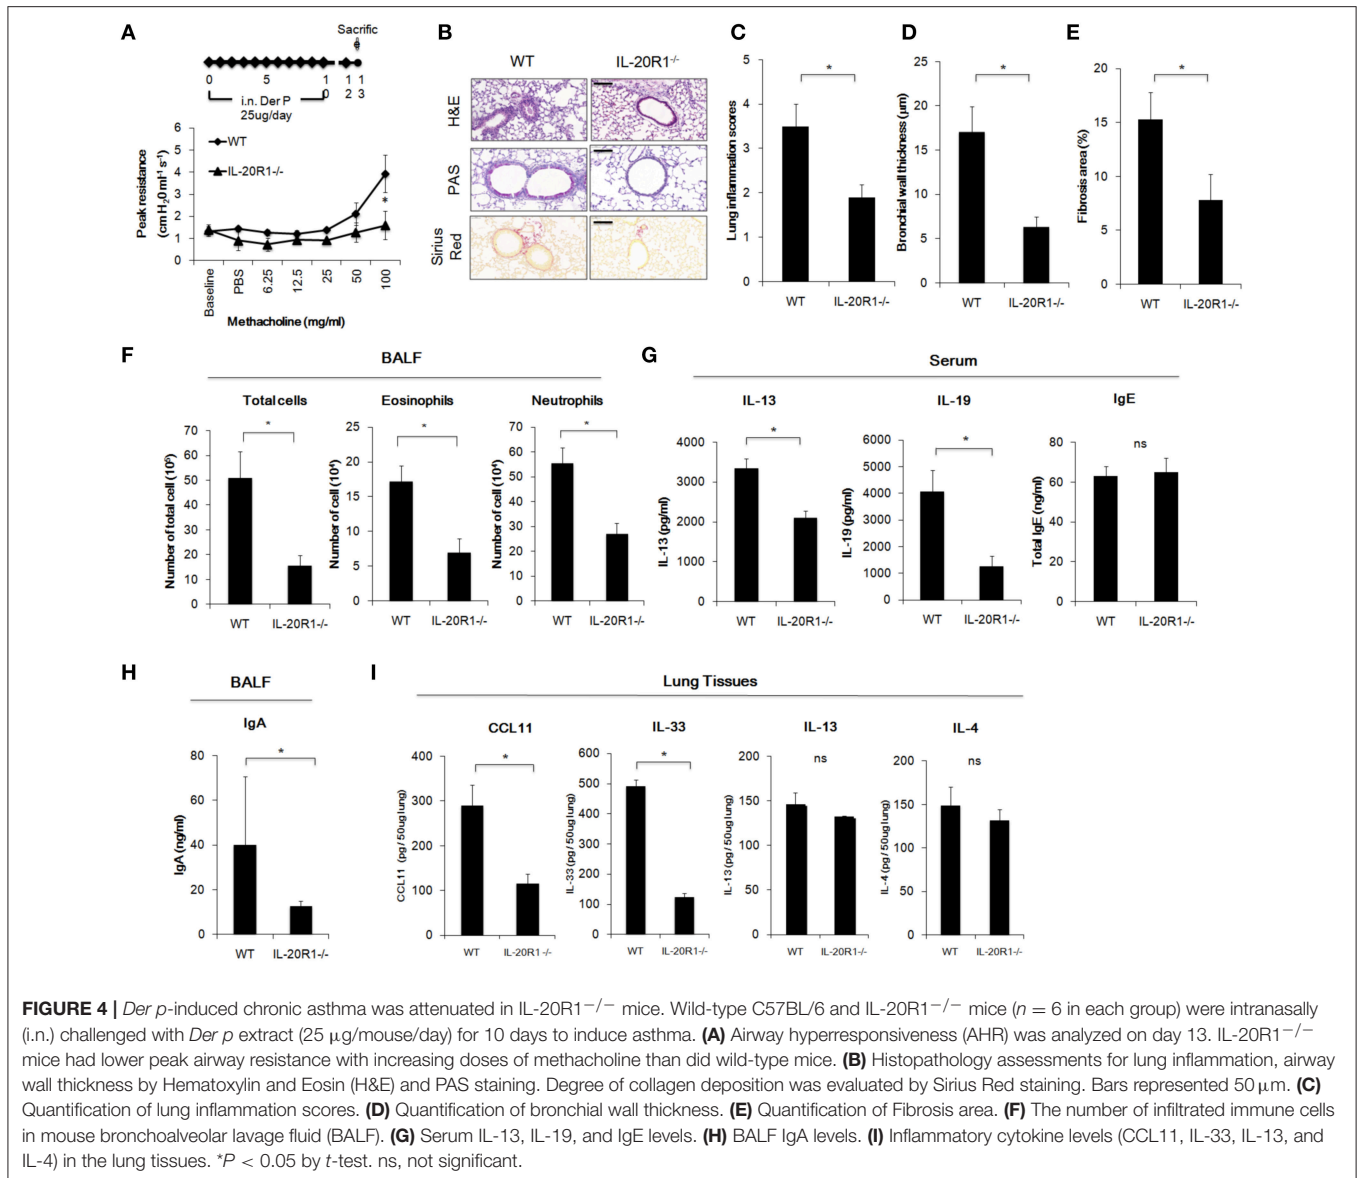 A
Sacrific
e
0 5 1 1 1
0 2 3
i.n. Der P
25ug/day
Peak resistance
(cm H2O ml-1 s-1)
6
5
4
3
2
1
0
WT
IL-20R1-/-
*
Baseline
PBS
6.25
12.5
25
50
100
Methacholine (mg/ml)
B
WT IL-20R1-/-
H&E
PAS
Sirius
Red
C
Lung inflammation scores
5
4
3
2
1
0
*
WT IL-20R1-/-
D
Bronchial wall thickness (μm)
25
20
15
10
5
0
*
WT IL-20R1-/-
E
Fibrosis area (%)
20
15
10
5
0
*
WT IL-20R1-/-
F
BALF
Total cells
Number of total cell (10⁵)
70
60
50
40
30
20
10
0
*
WT IL-20R1-/-
Eosinophils
Number of cell (10⁴)
25
20
15
10
5
0
*
WT IL-20R1-/-
Neutrophils
Number of cell (10⁴)
70
60
50
40
30
20
10
0
*
WT IL-20R1-/-
G
Serum
IL-13
IL-13 (pg/ml)
4000
3000
2000
1000
0
*
WT IL-20R1-/-
IL-19
IL-19 (pg/ml)
6000
5000
4000
3000
2000
1000
0
*
WT IL-20R1-/-
IgE
Total IgE (ng/ml)
80
60
40
20
0
ns
WT IL-20R1-/-
H
BALF
IgA
IgA (ng/ml)
80
60
40
20
0
*
WT IL-20R1-/-
I
Lung Tissues
CCL11
CCL11 (pg / 50ug lung)
400
300
200
100
0
*
WT IL-20R1-/-
IL-33
IL-33 (pg / 50ug lung)
600
500
400
300
200
100
0
*
WT IL-20R1-/-
IL-13
IL-13 (pg / 50ug lung)
200
150
100
50
0
ns
WT IL-20R1-/-
IL-4
IL-4 (pg / 50ug lung)
200
150
100
50
0
ns
WT IL-20R1-/-
FIGURE 4 | Der p-induced chronic asthma was attenuated in IL-20R1−/− mice. Wild-type C57BL/6 and IL-20R1−/− mice (n = 6 in each group) were intranasally
(i.n.) challenged with Der p extract (25 μg/mouse/day) for 10 days to induce asthma. (A) Airway hyperresponsiveness (AHR) was analyzed on day 13. IL-20R1−/−
mice had lower peak airway resistance with increasing doses of methacholine than did wild-type mice. (B) Histopathology assessments for lung inflammation, airway
wall thickness by Hematoxylin and Eosin (H&E) and PAS staining. Degree of collagen deposition was evaluated by Sirius Red staining. Bars represented 50 μm. (C)
Quantification of lung inflammation scores. (D) Quantification of bronchial wall thickness. (E) Quantification of Fibrosis area. (F) The number of infiltrated immune cells
in mouse bronchoalveolar lavage fluid (BALF). (G) Serum IL-13, IL-19, and IgE levels. (H) BALF IgA levels. (I) Inflammatory cytokine levels (CCL11, IL-33, IL-13, and
IL-4) in the lung tissues. *P < 0.05 by t-test. ns, not significant.